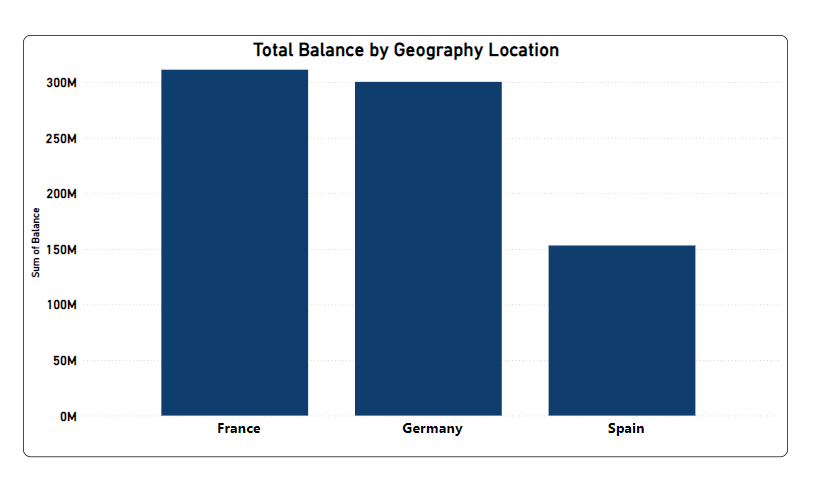 Total Balance by Geography Location
300M
250M
200M
150M
100M
50M
0M
Sum of Balance
France Germany Spain